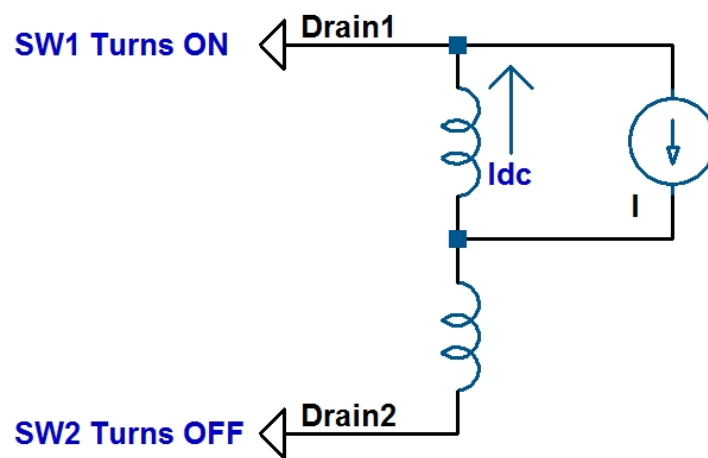 SW1 Turns ON
Drain1
Idc
I
SW2 Turns OFF
Drain2